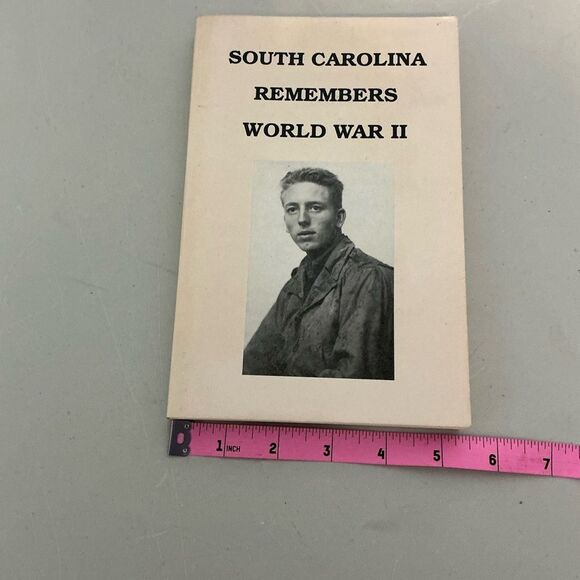 SOUTH CAROLINA
REMEMBERS
WORLD WAR II
1 INCH 2 3 4 5 6 7